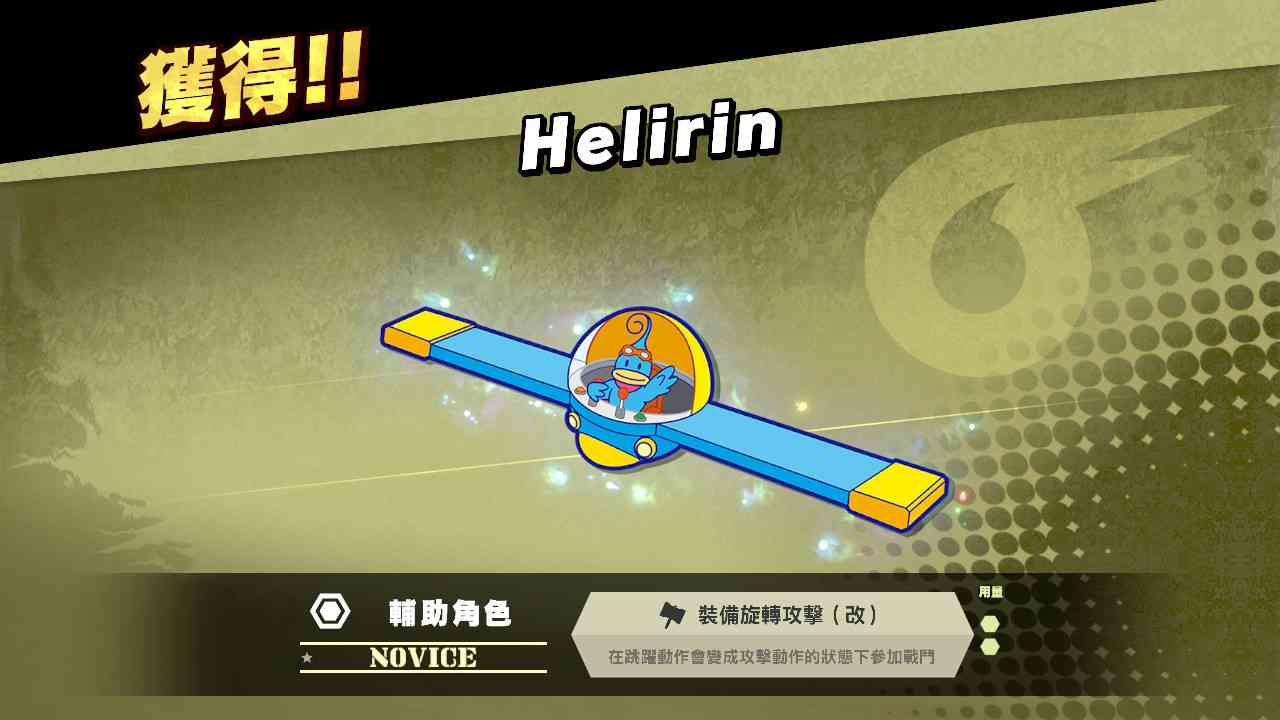 獲得!!
Helirin
輔助角色
NOVICE
裝備旋轉攻擊(改)
在跳躍動作會變成攻擊動作的狀態下參加戰鬥
用量